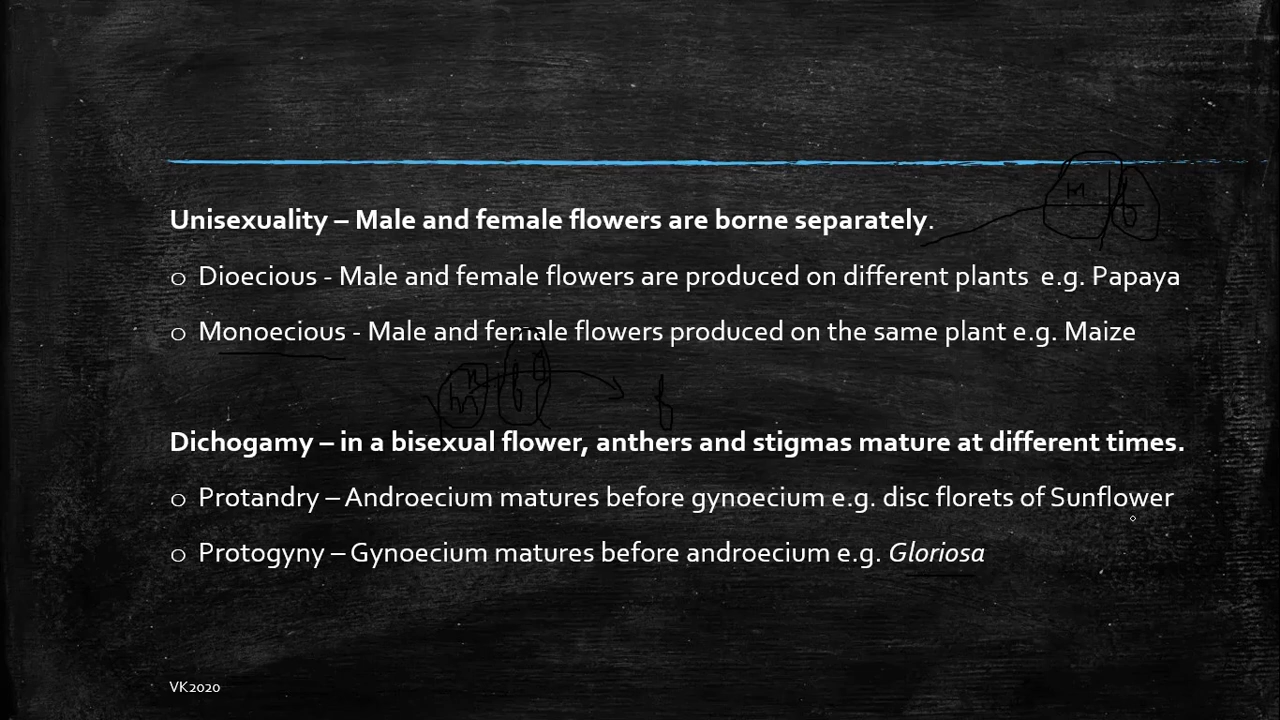 Unisexuality – Male and female flowers are borne separately.
o Dioecious - Male and female flowers are produced on different plants e.g. Papaya
o Monoecious - Male and female flowers produced on the same plant e.g. Maize
Dichogamy – in a bisexual flower, anthers and stigmas mature at different times.
o Protandry – Androecium matures before gynoecium e.g. disc florets of Sunflower
o Protogyny – Gynoecium matures before androecium e.g. Gloriosa
VK2020